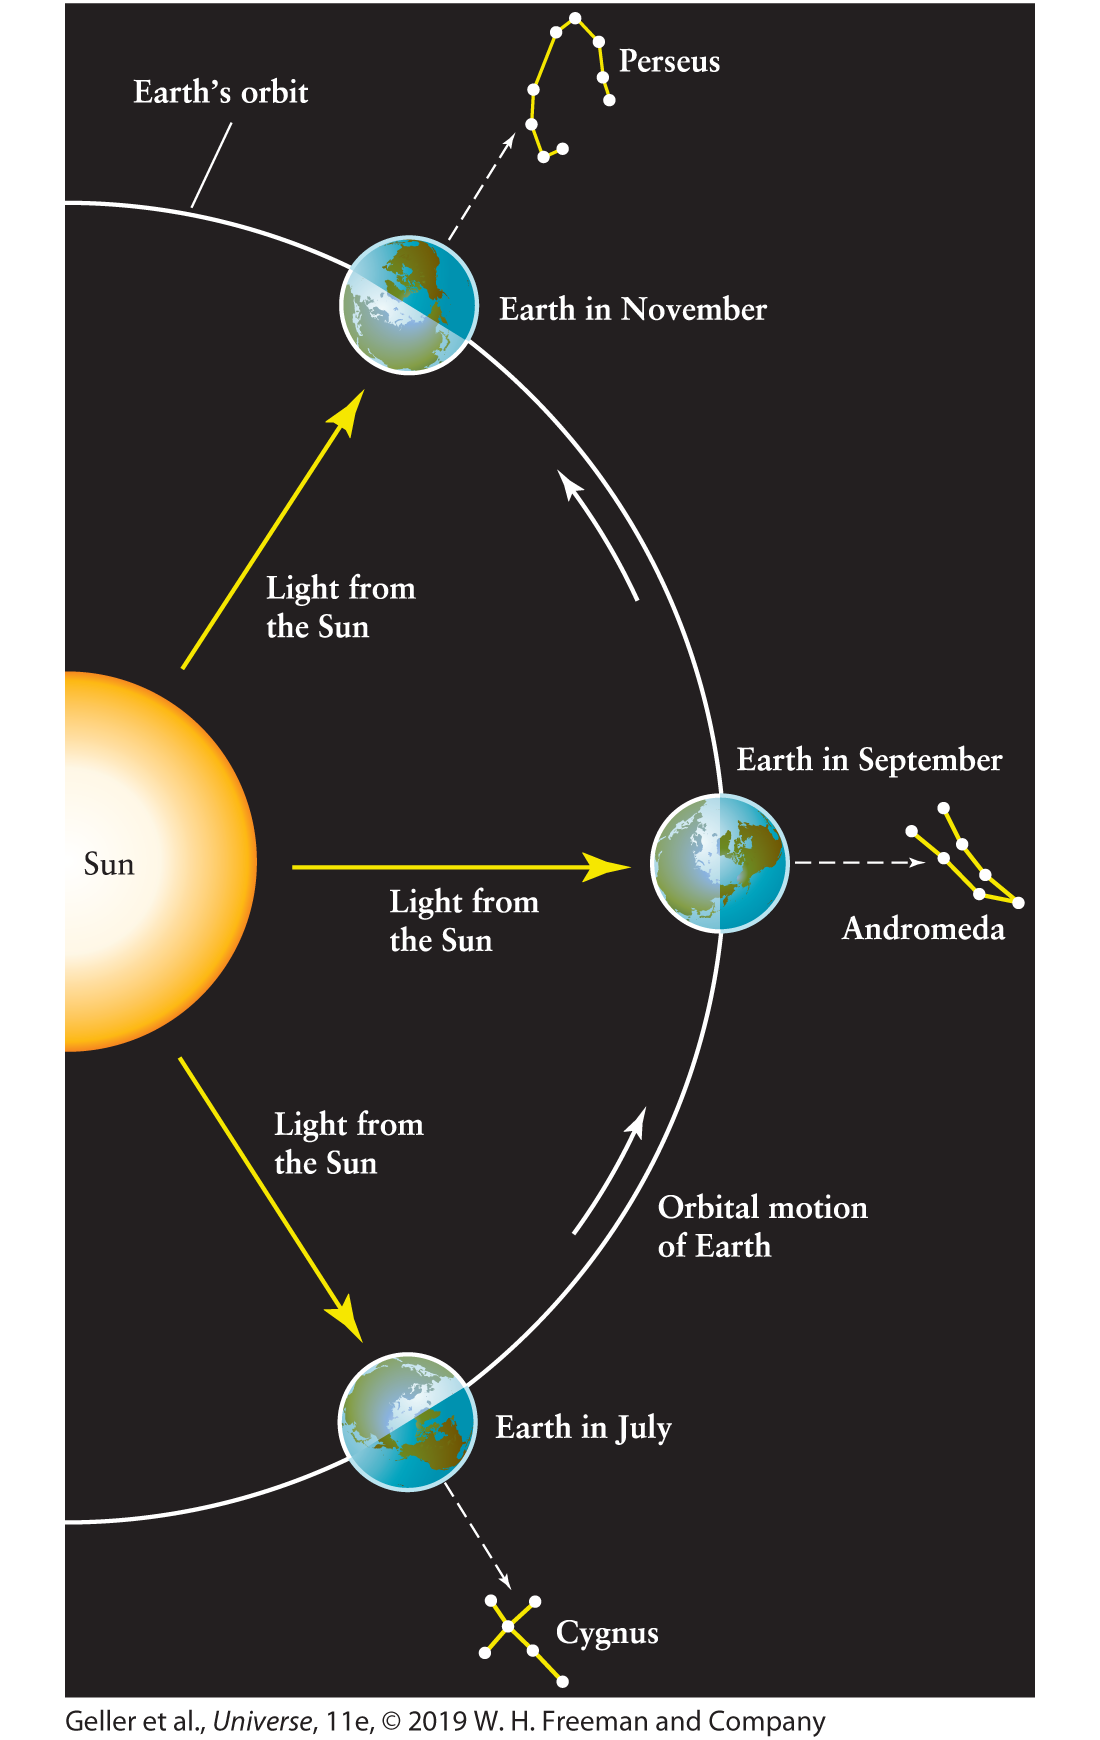 Perseus
Earth’s orbit
Earth in November
Light from
the Sun
Earth in September
Sun
Light from
the Sun
Andromeda
Light from
the Sun
Orbital motion
of Earth
Earth in July
Cygnus
Geller et al., Universe, 11e, © 2019 W. H. Freeman and Company